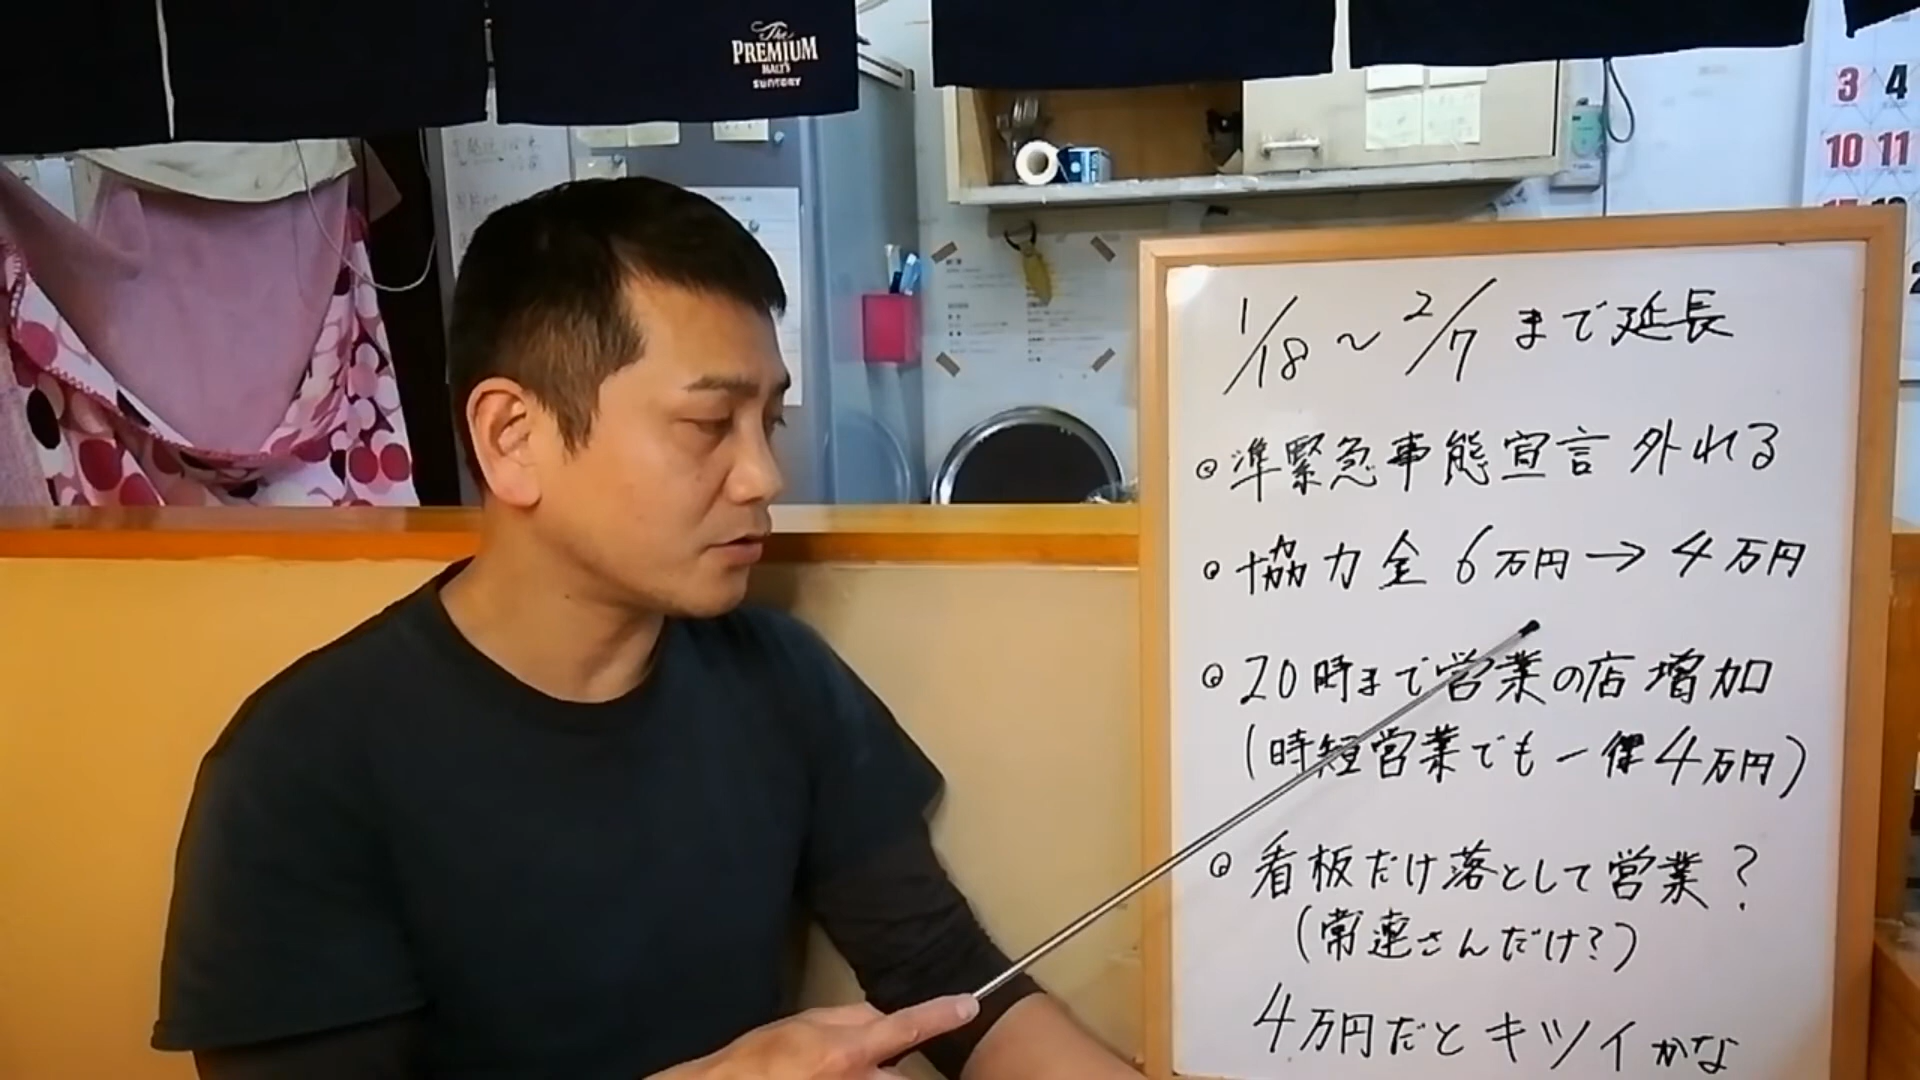 The
PREMIUM
MALT'S
SUNTORY
3 4
10 11
1/18～2/7まで延長
準緊急事態宣言 外れる
協力金 6万円→4万円
20時まで営業の店増加
(時短営業でも一律4万円)
看板だけ落として営業?
(常連さんだけ?)
4万円だとキツイかな